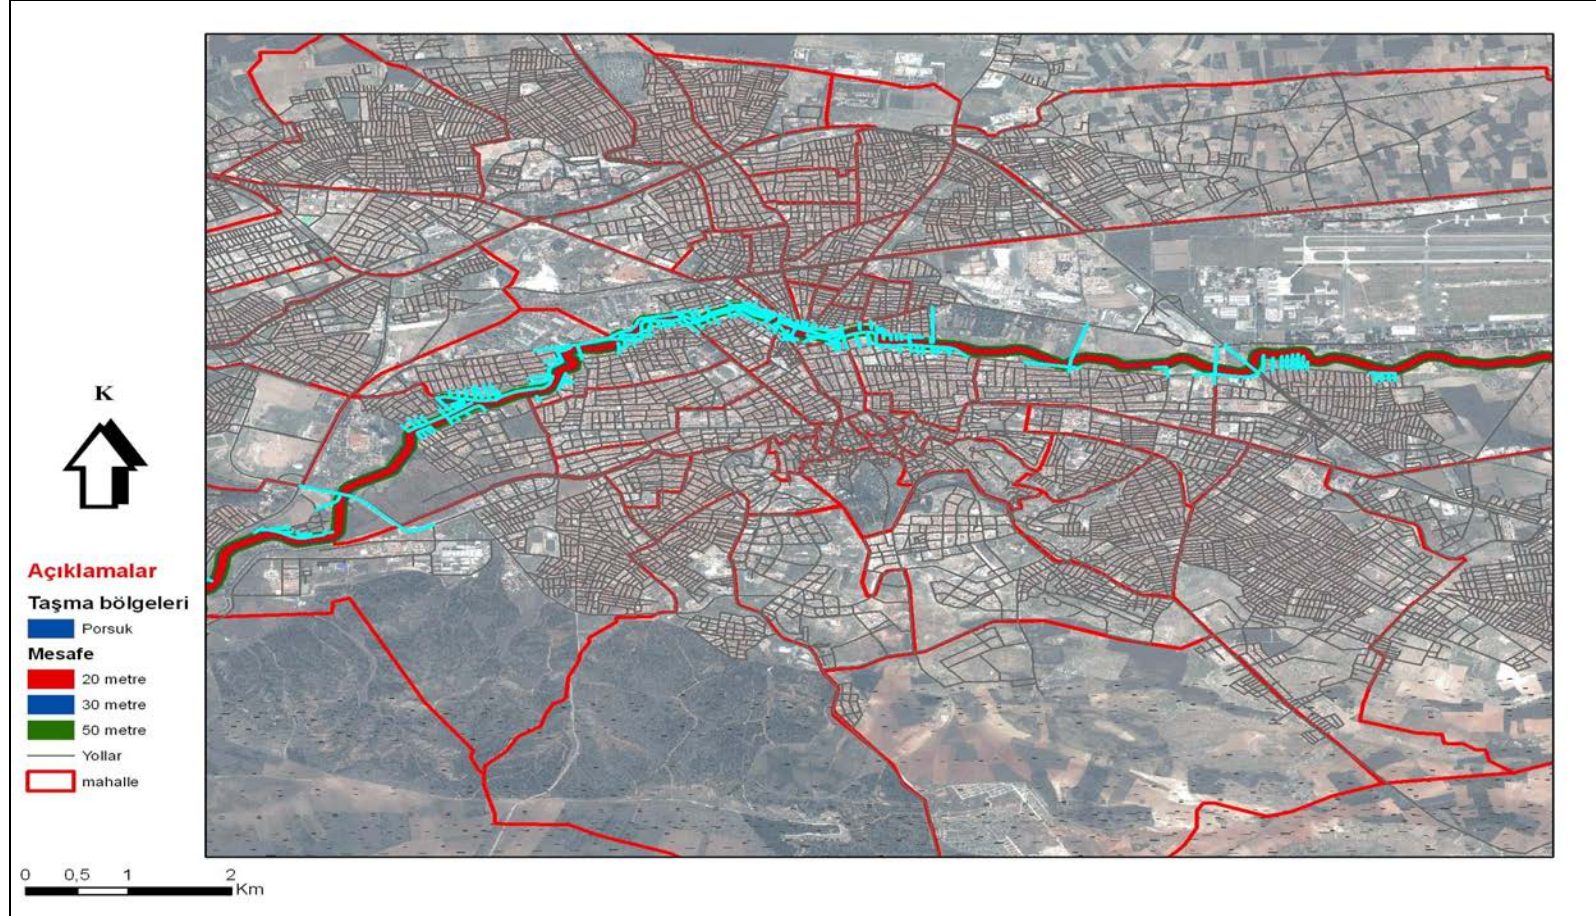 K
Açıklamalar
Taşma bölgeleri
Porsuk
Mesafe
20 metre
30 metre
50 metre
Yollar
mahalle
0 0,5 1 2
Km